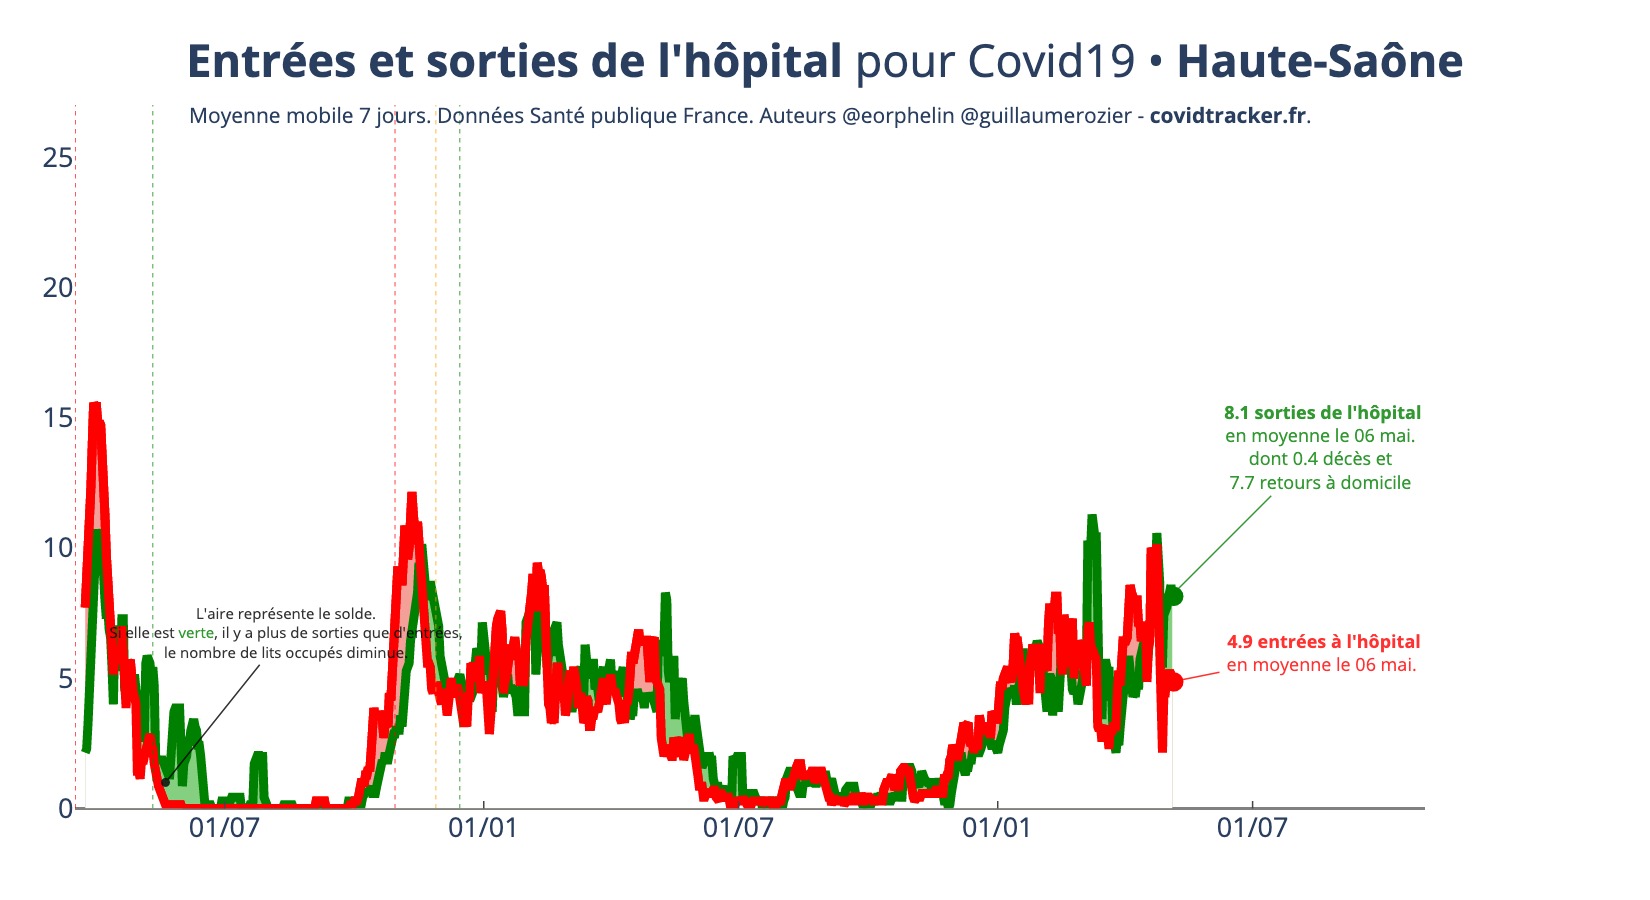 Entrées et sorties de l'hôpital pour Covid19 • Haute-Saône
Moyenne mobile 7 jours. Données Santé publique France. Auteurs @eorphelin @guillaumerozier - covidtracker.fr.
25
20
15
10
5
0
8.1 sorties de l'hôpital
en moyenne le 06 mai.
dont 0.4 décès et
7.7 retours à domicile
L'aire représente le solde.
Si elle est verte, il y a plus de sorties que d'entrées,
le nombre de lits occupés diminue.
4.9 entrées à l'hôpital
en moyenne le 06 mai.
01/07
01/01
01/07
01/01
01/07